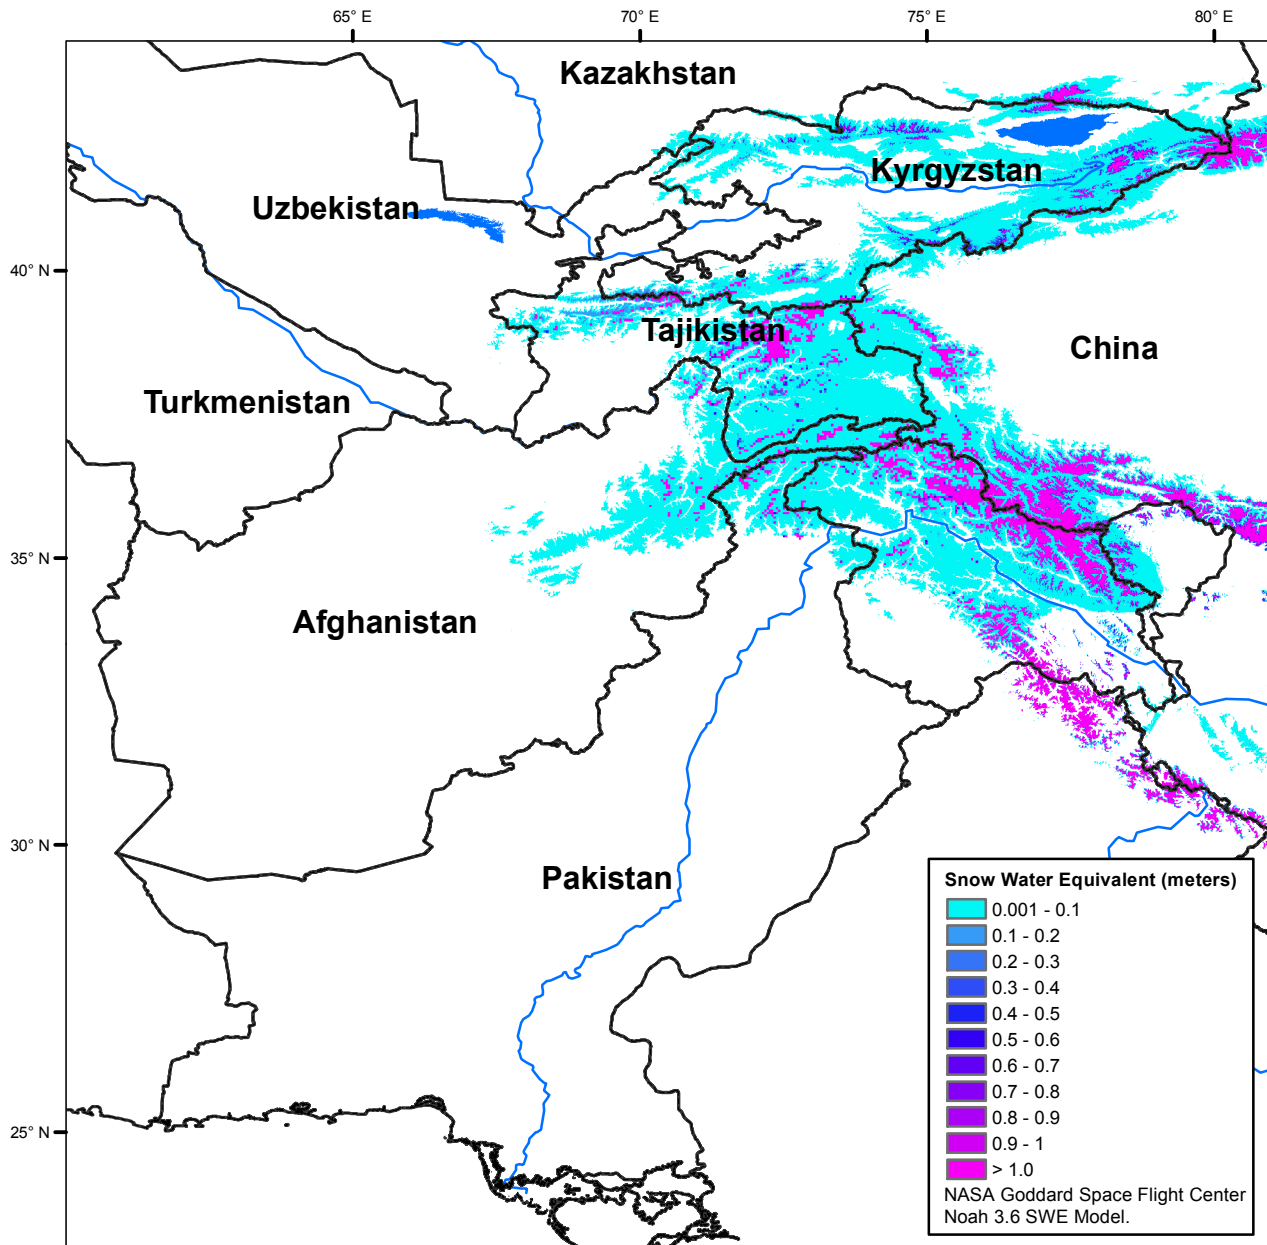 65° E
70° E
75° E
80° E
Kazakhstan
Kyrgyzstan
Uzbekistan
40° N
Tajikistan
China
Turkmenistan
35° N
Afghanistan
30° N
Pakistan
25° N
Snow Water Equivalent (meters)
0.001 - 0.1
0.1 - 0.2
0.2 - 0.3
0.3 - 0.4
0.4 - 0.5
0.5 - 0.6
0.6 - 0.7
0.7 - 0.8
0.8 - 0.9
0.9 - 1
> 1.0
NASA Goddard Space Flight Center
Noah 3.6 SWE Model.